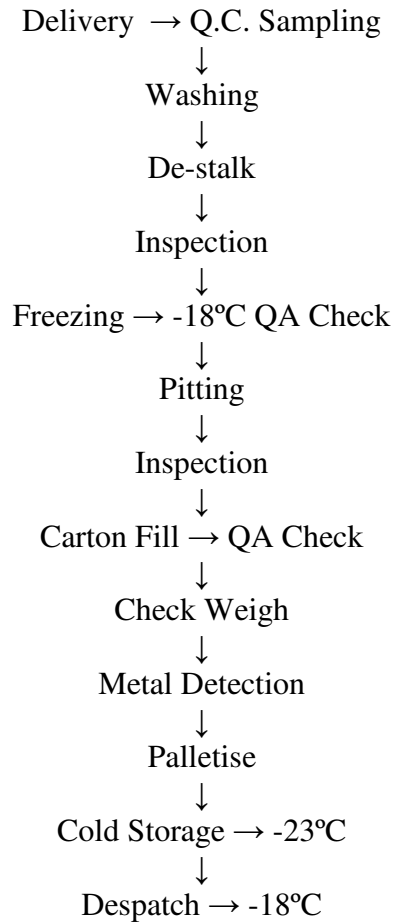 Delivery → Q.C. Sampling
↓
Washing
↓
De-stalk
↓
Inspection
↓
Freezing → -18ºC QA Check
↓
Pitting
↓
Inspection
↓
Carton Fill → QA Check
↓
Check Weigh
↓
Metal Detection
↓
Palletise
↓
Cold Storage → -23ºC
↓
Despatch → -18ºC